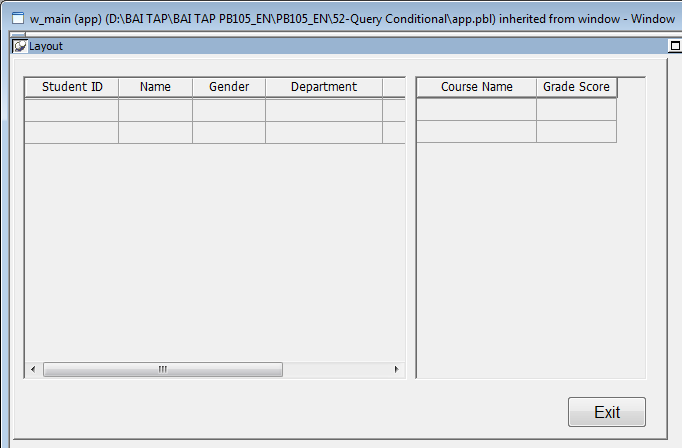 w_main (app) (D:\BAI TAP\BAI TAP PB105_EN\PB105_EN\52-Query Conditional\app.pbl) inherited from window - Window
Layout
Student ID Name Gender Department Course Name Grade Score
Exit